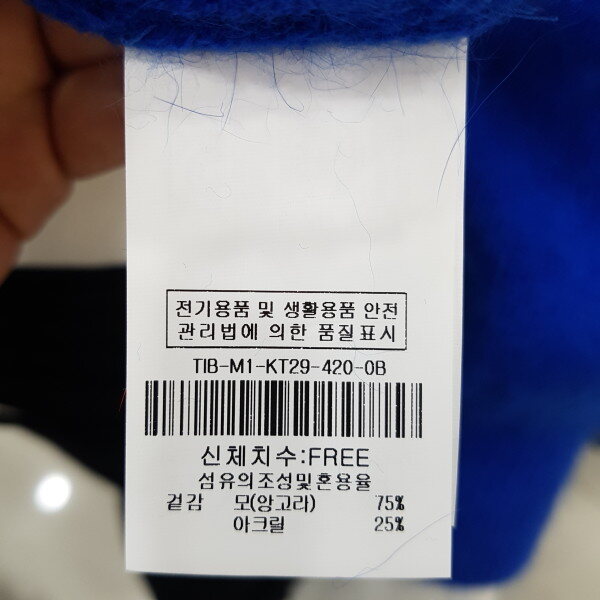 전기용품 및 생활용품 안전
관리법에 의한 품질표시
TIB-M1-KT29-420-0B
신체치수:FREE
섬유의조성및혼용율
겉감 모(앙고라) 75%
아크릴 25%